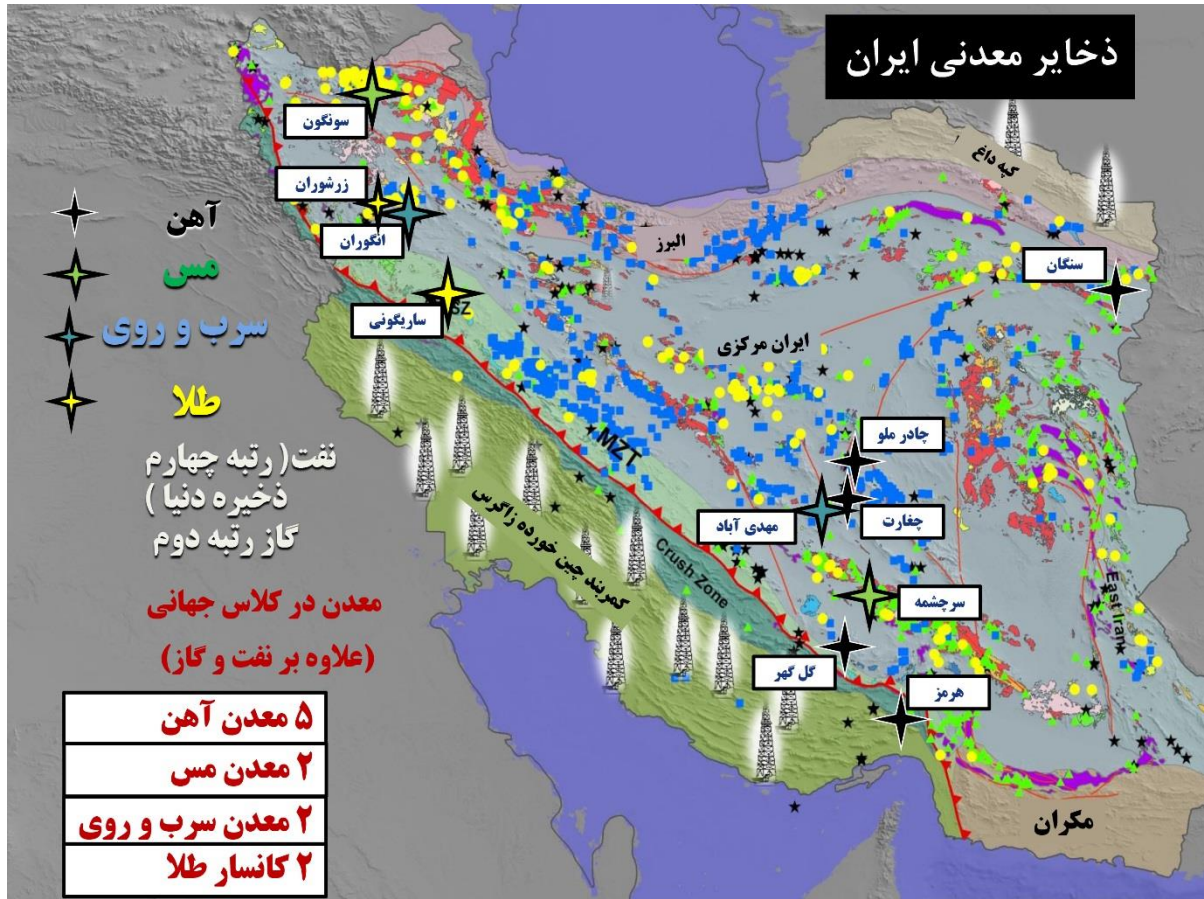 ذخایر معدنی ایران
کپه داغ
سونگون
زرشوران
انگوران
البرز
سنگان
ساریگونی
SZ
ایران مرکزی
آهن
مس
سرب و روی
طلا
نفت( رتبه چهارم
ذخیره دنیا )
گاز رتبه دوم
معدن در کلاس جهانی
(علاوه بر نفت و گاز)
۵ معدن آهن
۲ معدن مس
۲ معدن سرب و روی
۲ کانسار طلا
MZT
چادر ملو
چغارت
مهدی آباد
Crush Zone
کمربند چین خورده زاگرس
سرچشمه
East Iran
گل گهر
هرمز
مکران